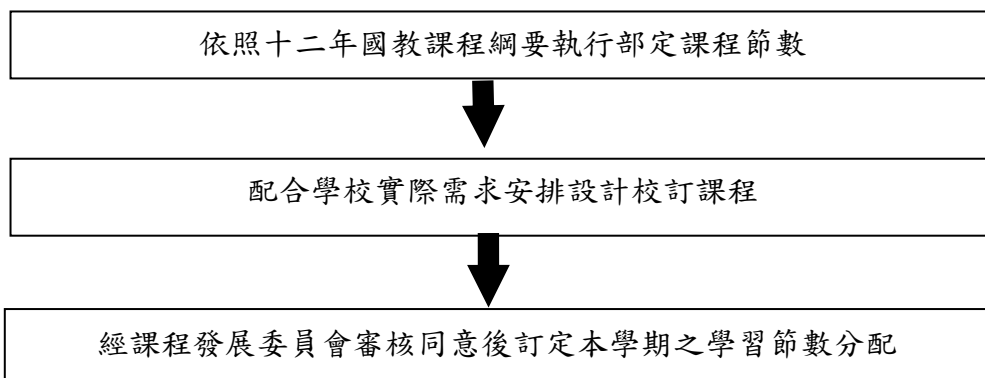 依照十二年國教課程綱要執行部定課程節數
配合學校實際需求安排設計校訂課程
經課程發展委員會審核同意後訂定本學期之學習節數分配